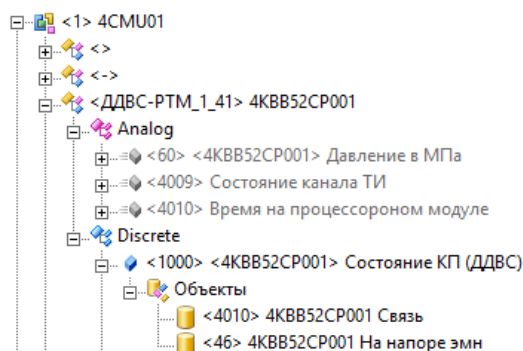 <1> 4CMU01
<>
<->
<ДДВС-РТМ_1_41> 4KBB52CP001
Analog
<60> <4KBB52CP001> Давление в МПа
<4009> Состояние канала ТИ
<4010> Время на процессороном модуле
Discrete
<1000> <4KBB52CP001> Состояние КП (ДДВС)
Объекты
<4010> 4KBB52CP001 Связь
<46> 4KBB52CP001 На напоре эмн